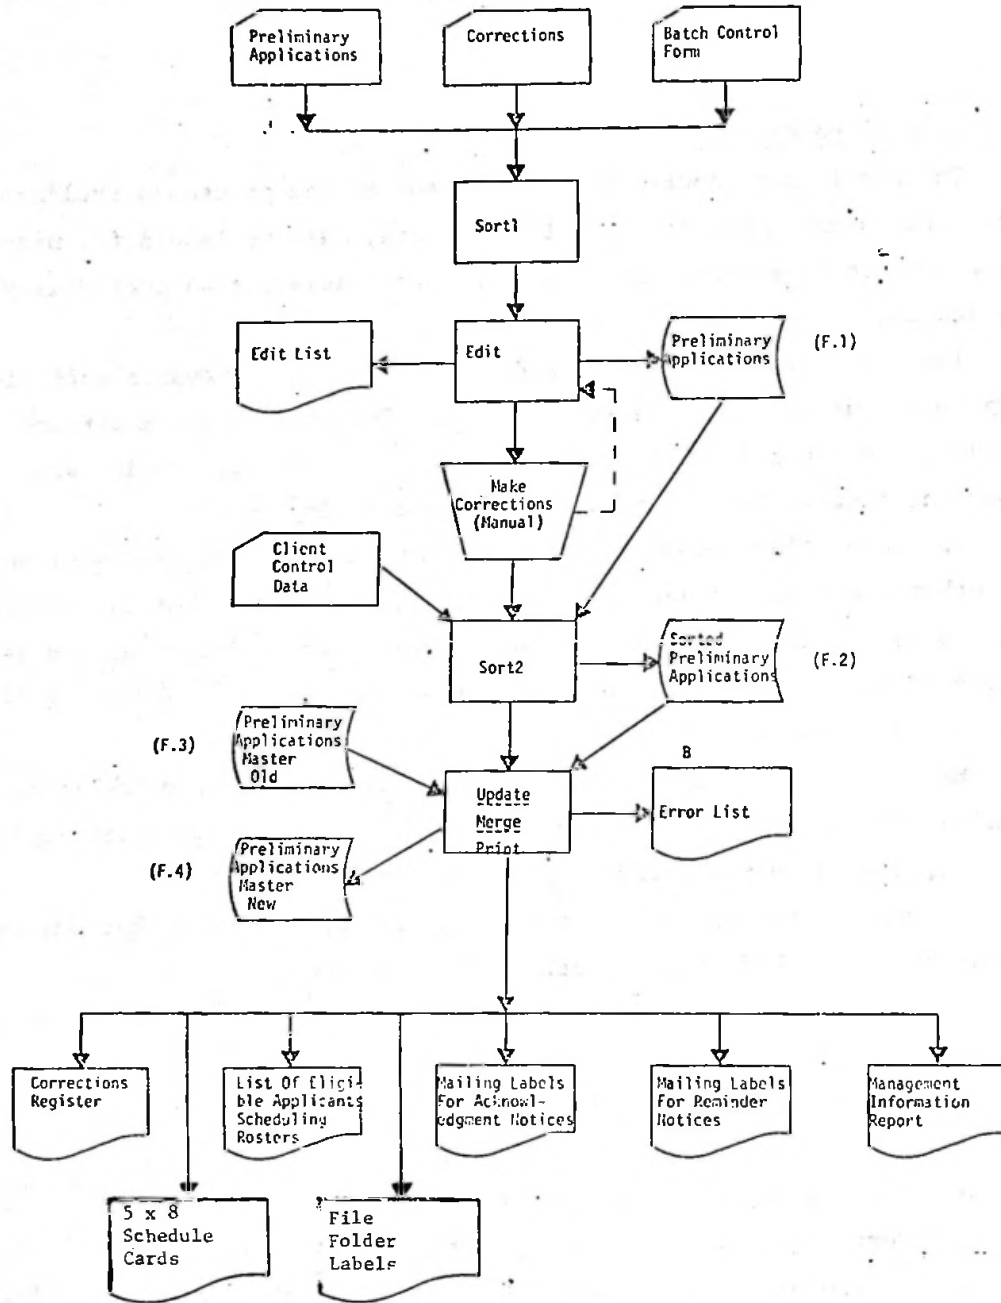 Preliminary
Applications
Corrections
Batch Control
Form
Sort1
Edit List
Edit
Preliminary
Applications
(F.1)
Make
Corrections
(Manual)
Client
Control
Data
Sort2
Sorted
Preliminary
Applications
(F.2)
(F.3)
Preliminary
Applications
Master
Old
Update
Merge
Print
B
Error List
(F.4)
Preliminary
Applications
Master
New
Corrections
Register
List Of Eligi-
ble Applicants
Scheduling
Rosters
Mailing Labels
For Acknowl-
edgment Notices
Mailing Labels
For Reminder
Notices
Management
Information
Report
5 x 8
Schedule
Cards
File
Folder
Labels